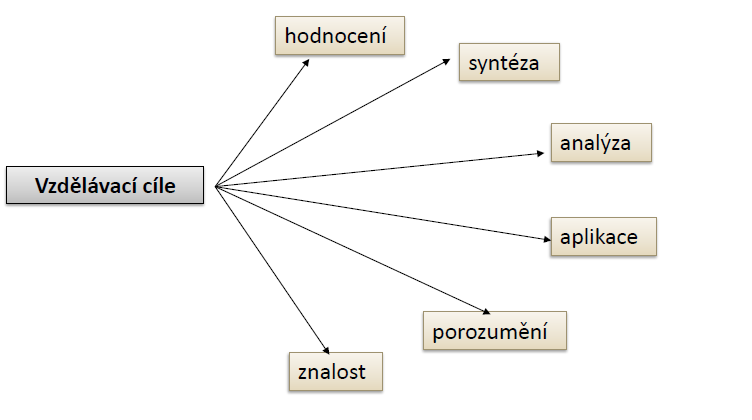 hodnocení
syntéza
analýza
Vzdělávací cíle
aplikace
porozumění
znalost